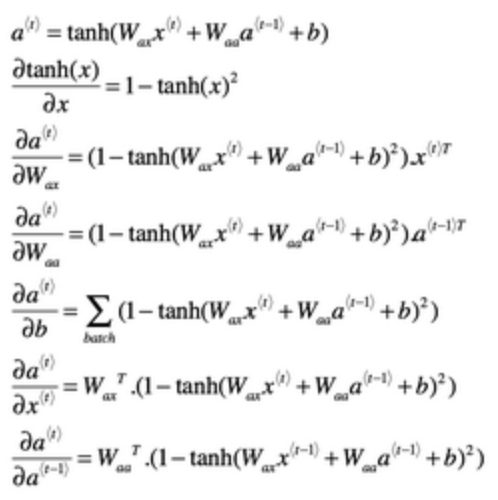 a^{⟨t⟩} = tanh(W_{ax}x^{⟨t⟩} + W_{aa}a^{⟨t-1⟩} + b)
∂tanh(x)/∂x = 1 − tanh(x)^2
∂a^{⟨t⟩}/∂W_{ax} = (1 − tanh(W_{ax}x^{⟨t⟩} + W_{aa}a^{⟨t-1⟩} + b)^2).x^{⟨t⟩T}
∂a^{⟨t⟩}/∂W_{aa} = (1 − tanh(W_{ax}x^{⟨t⟩} + W_{aa}a^{⟨t-1⟩} + b)^2).a^{⟨t-1⟩T}
∂a^{⟨t⟩}/∂b = ∑_{batch} (1 − tanh(W_{ax}x^{⟨t⟩} + W_{aa}a^{⟨t-1⟩} + b)^2)
∂a^{⟨t⟩}/∂x^{⟨t⟩} = W_{ax}^T.(1 − tanh(W_{ax}x^{⟨t⟩} + W_{aa}a^{⟨t-1⟩} + b)^2)
∂a^{⟨t⟩}/∂a^{⟨t-1⟩} = W_{aa}^T.(1 − tanh(W_{ax}x^{⟨t-1⟩} + W_{aa}a^{⟨t-1⟩} + b)^2)